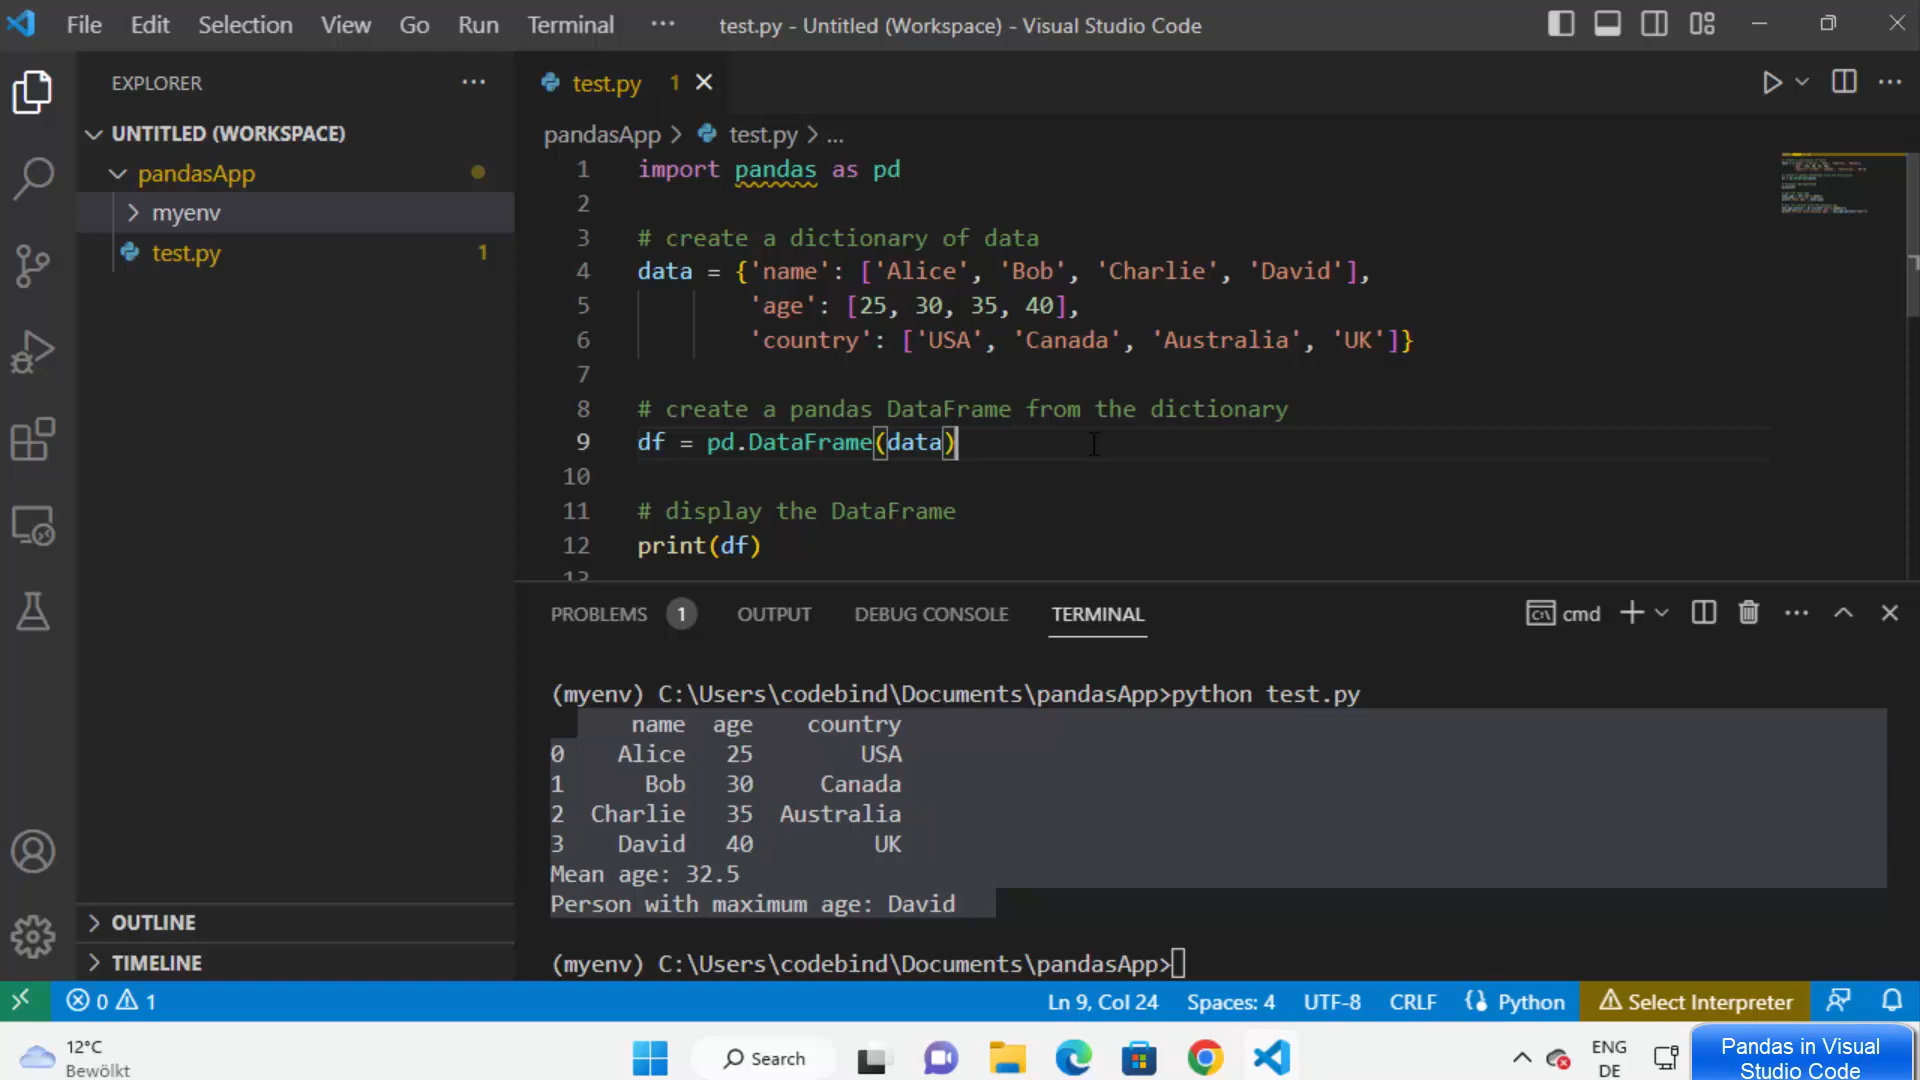 File Edit Selection View Go Run Terminal ··· test.py - Untitled (Workspace) - Visual Studio Code
EXPLORER ···
UNTITLED (WORKSPACE)
pandasApp
myenv
test.py 1
OUTLINE
TIMELINE
test.py 1
pandasApp > test.py > ...
1 import pandas as pd
2
3 # create a dictionary of data
4 data = {'name': ['Alice', 'Bob', 'Charlie', 'David'],
5 'age': [25, 30, 35, 40],
6 'country': ['USA', 'Canada', 'Australia', 'UK']}
7
8 # create a pandas DataFrame from the dictionary
9 df = pd.DataFrame(data)
10
11 # display the DataFrame
12 print(df)
13
PROBLEMS 1 OUTPUT DEBUG CONSOLE TERMINAL cmd
(myenv) C:\Users\codebind\Documents\pandasApp>python test.py
name age country
0 Alice 25 USA
1 Bob 30 Canada
2 Charlie 35 Australia
3 David 40 UK
Mean age: 32.5
Person with maximum age: David
(myenv) C:\Users\codebind\Documents\pandasApp>
0 1 Ln 9, Col 24 Spaces: 4 UTF-8 CRLF Python Select Interpreter
12°C
Bewölkt
Search
ENG
DE
Pandas in Visual
Studio Code